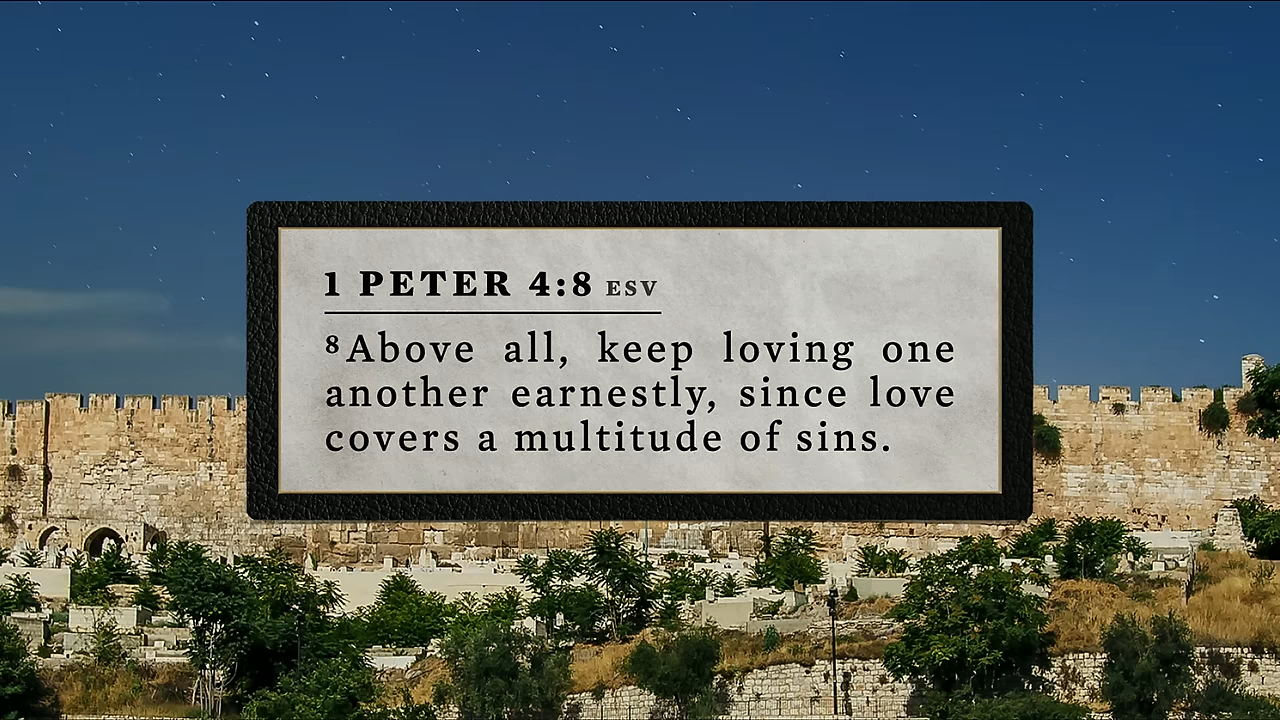 1 PETER 4:8 ESV
⁸Above all, keep loving one
another earnestly, since love
covers a multitude of sins.